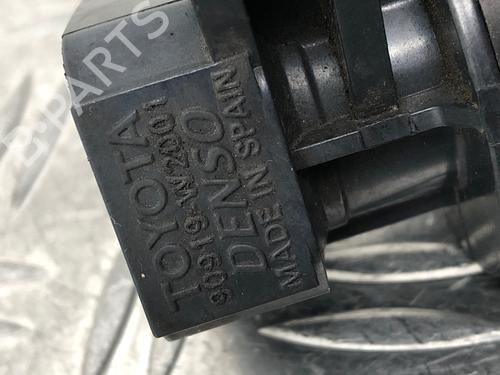 B-PARTS
TOYOTA
90919-W2001
DENSO
MADE IN SPAIN